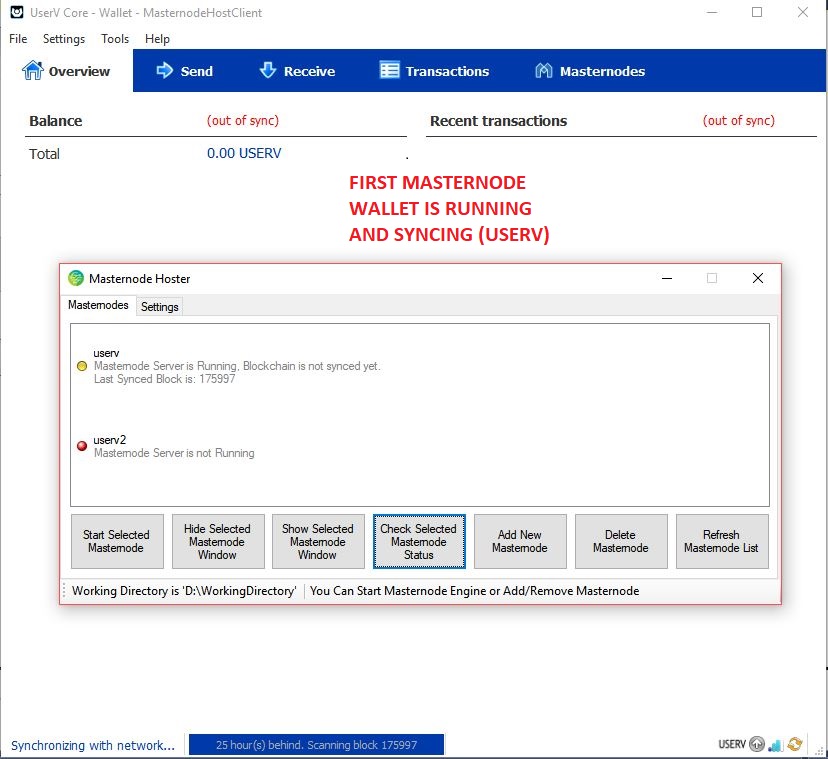 UserV Core - Wallet - MasternodeHostClient
File Settings Tools Help
Overview Send Receive Transactions Masternodes
Balance (out of sync) Recent transactions (out of sync)
Total 0.00 USERV
FIRST MASTERNODE
WALLET IS RUNNING
AND SYNCING (USERV)
Masternode Hoster
Masternodes Settings
userv
Masternode Server is Running, Blockchain is not synced yet.
Last Synced Block is: 175997
userv2
Masternode Server is not Running
Start Selected
Masternode
Hide Selected
Masternode
Window
Show Selected
Masternode
Window
Check Selected
Masternode
Status
Add New
Masternode
Delete
Masternode
Refresh
Masternode List
Working Directory is 'D:\WorkingDirectory' You Can Start Masternode Engine or Add/Remove Masternode
Synchronizing with network... 25 hour(s) behind. Scanning block 175997 USERV